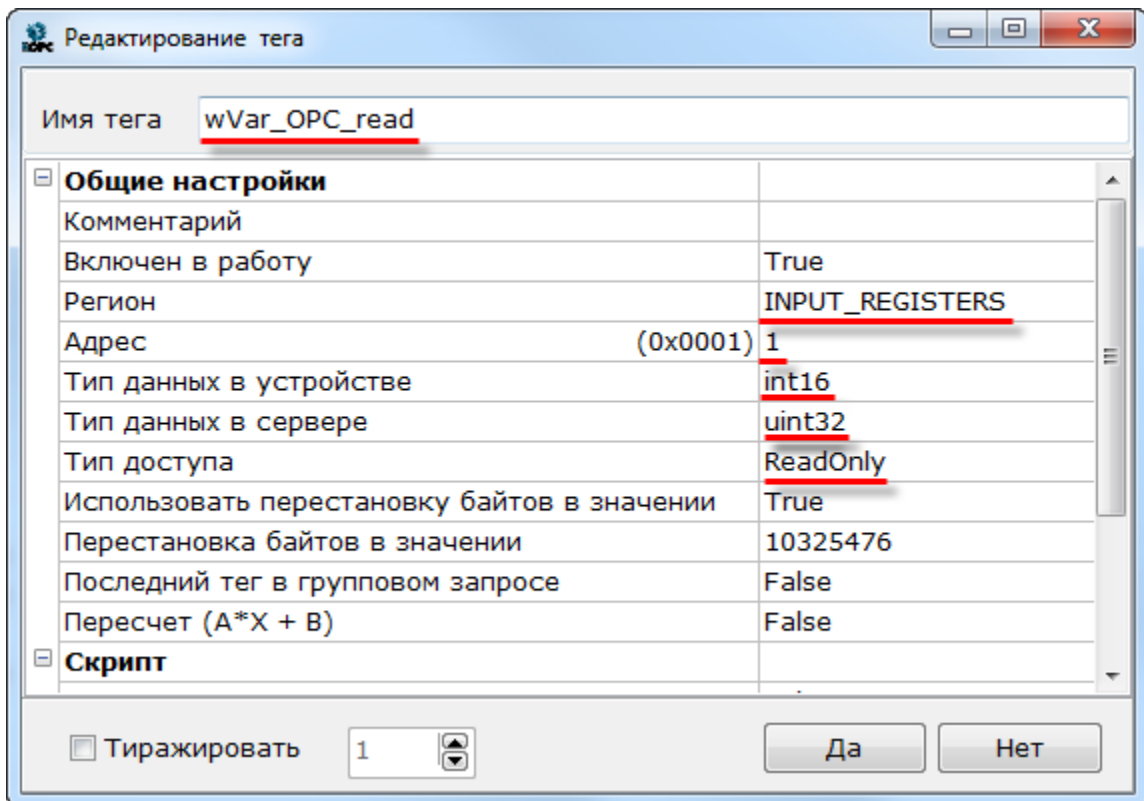 Редактирование тега
Имя тега wVar_OPC_read
Общие настройки
Комментарий
Включен в работу True
Регион INPUT_REGISTERS
Адрес (0x0001) 1
Тип данных в устройстве int16
Тип данных в сервере uint32
Тип доступа ReadOnly
Использовать перестановку байтов в значении True
Перестановка байтов в значении 10325476
Последний тег в групповом запросе False
Пересчет (A*X + B) False
Скрипт
Тиражировать 1 Да Нет